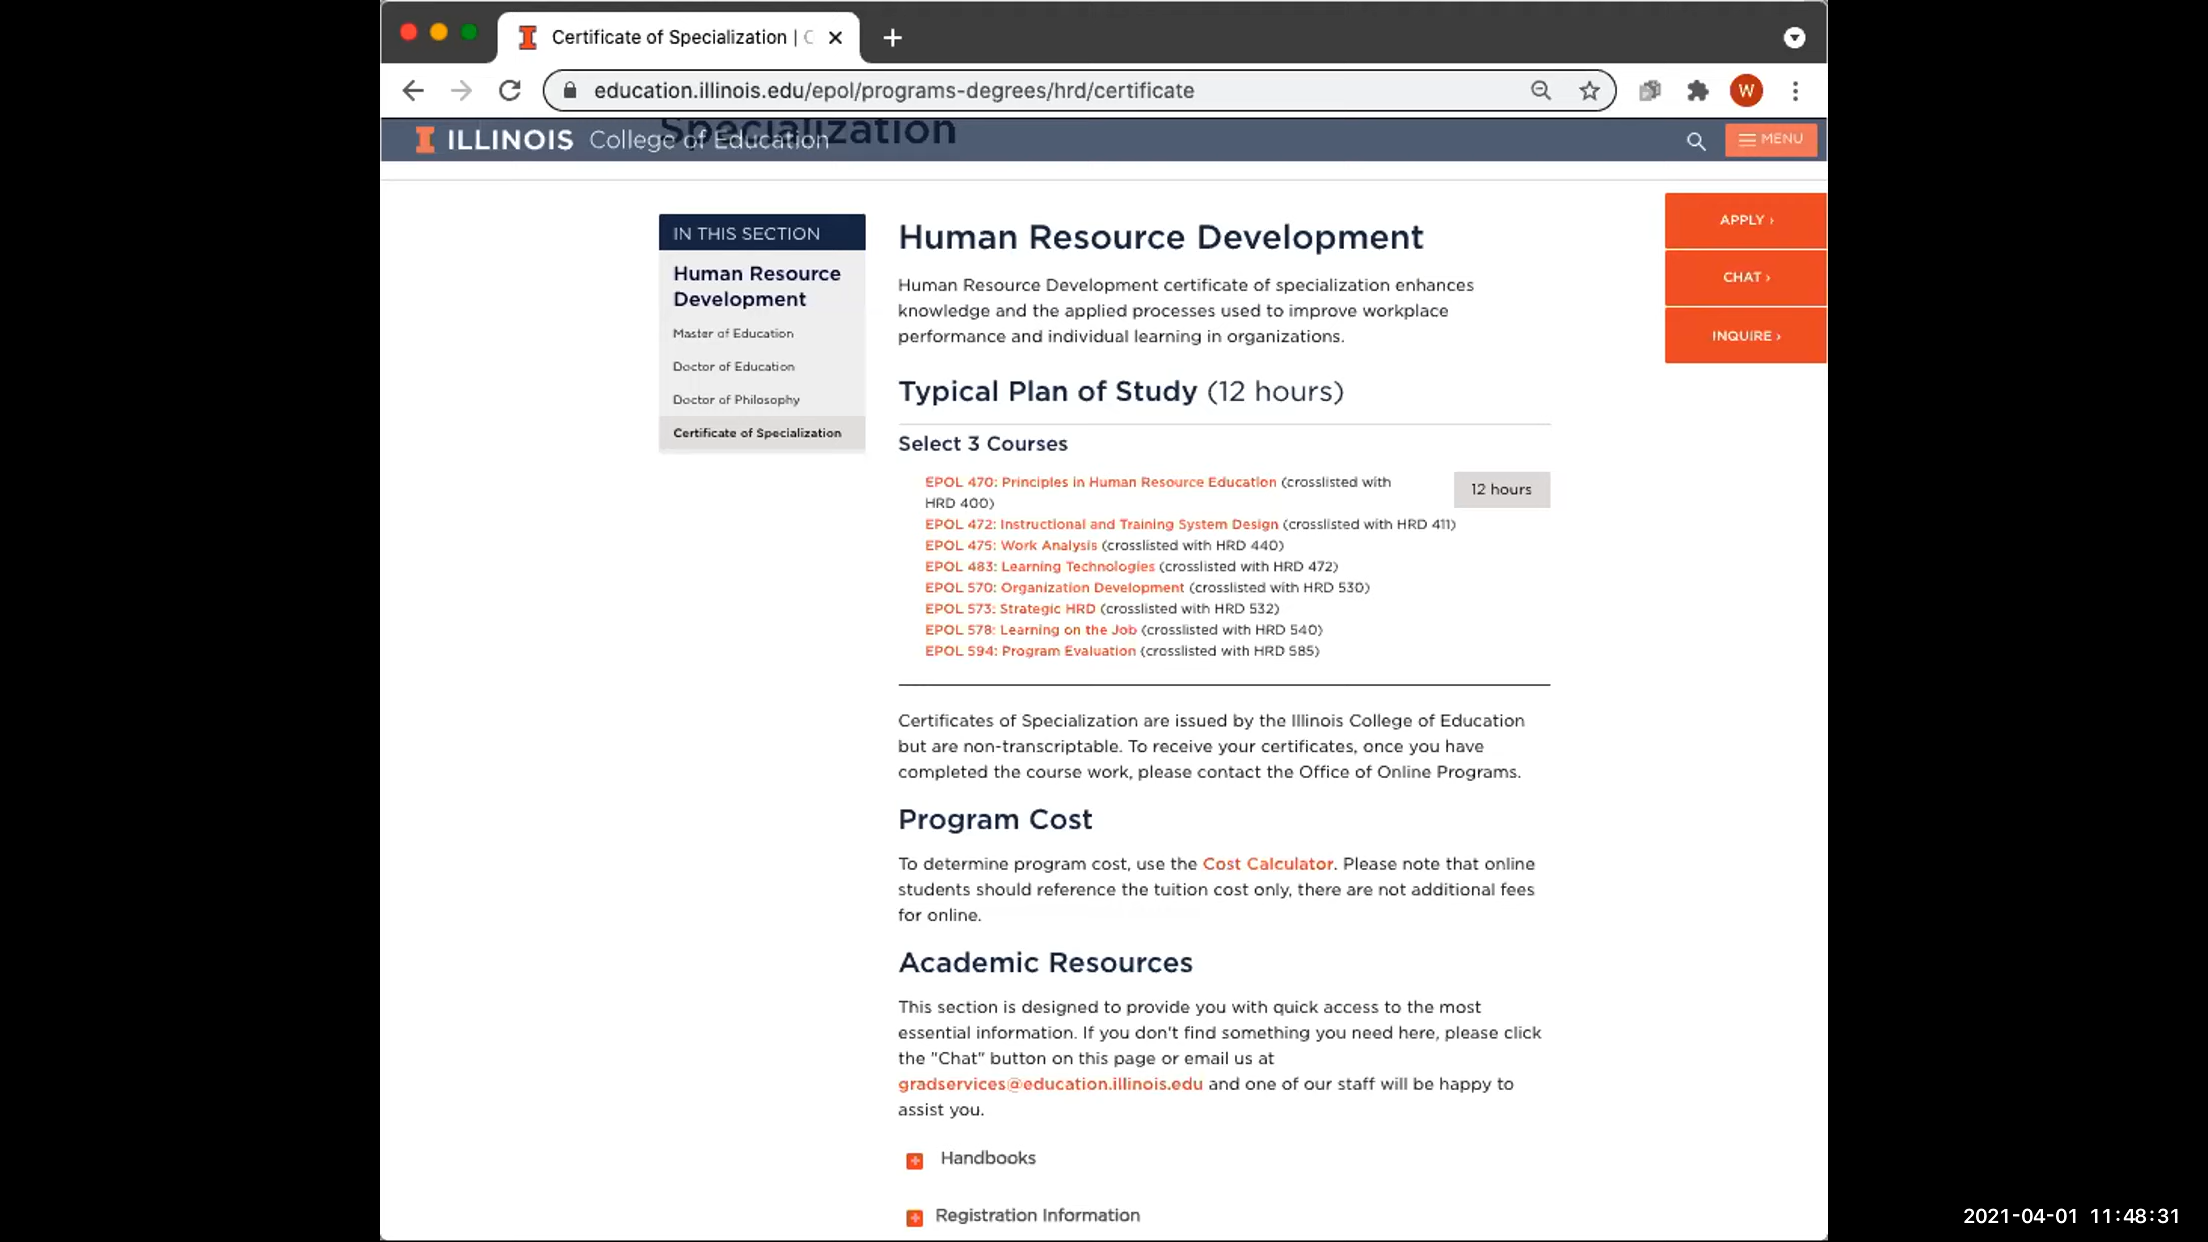 Certificate of Specialization | C
education.illinois.edu/epol/programs-degrees/hrd/certificate
W
Specialization
ILLINOIS College of Education
MENU
APPLY ›
CHAT ›
INQUIRE ›
IN THIS SECTION
Human Resource
Development
Master of Education
Doctor of Education
Doctor of Philosophy
Certificate of Specialization
Human Resource Development
Human Resource Development certificate of specialization enhances
knowledge and the applied processes used to improve workplace
performance and individual learning in organizations.
Typical Plan of Study (12 hours)
Select 3 Courses
EPOL 470: Principles in Human Resource Education (crosslisted with
HRD 400)
12 hours
EPOL 472: Instructional and Training System Design (crosslisted with HRD 411)
EPOL 475: Work Analysis (crosslisted with HRD 440)
EPOL 483: Learning Technologies (crosslisted with HRD 472)
EPOL 570: Organization Development (crosslisted with HRD 530)
EPOL 573: Strategic HRD (crosslisted with HRD 532)
EPOL 578: Learning on the Job (crosslisted with HRD 540)
EPOL 594: Program Evaluation (crosslisted with HRD 585)
Certificates of Specialization are issued by the Illinois College of Education
but are non-transcriptable. To receive your certificates, once you have
completed the course work, please contact the Office of Online Programs.
Program Cost
To determine program cost, use the Cost Calculator. Please note that online
students should reference the tuition cost only, there are not additional fees
for online.
Academic Resources
This section is designed to provide you with quick access to the most
essential information. If you don't find something you need here, please click
the "Chat" button on this page or email us at
gradservices@education.illinois.edu and one of our staff will be happy to
assist you.
Handbooks
Registration Information
2021-04-01 11:48:31